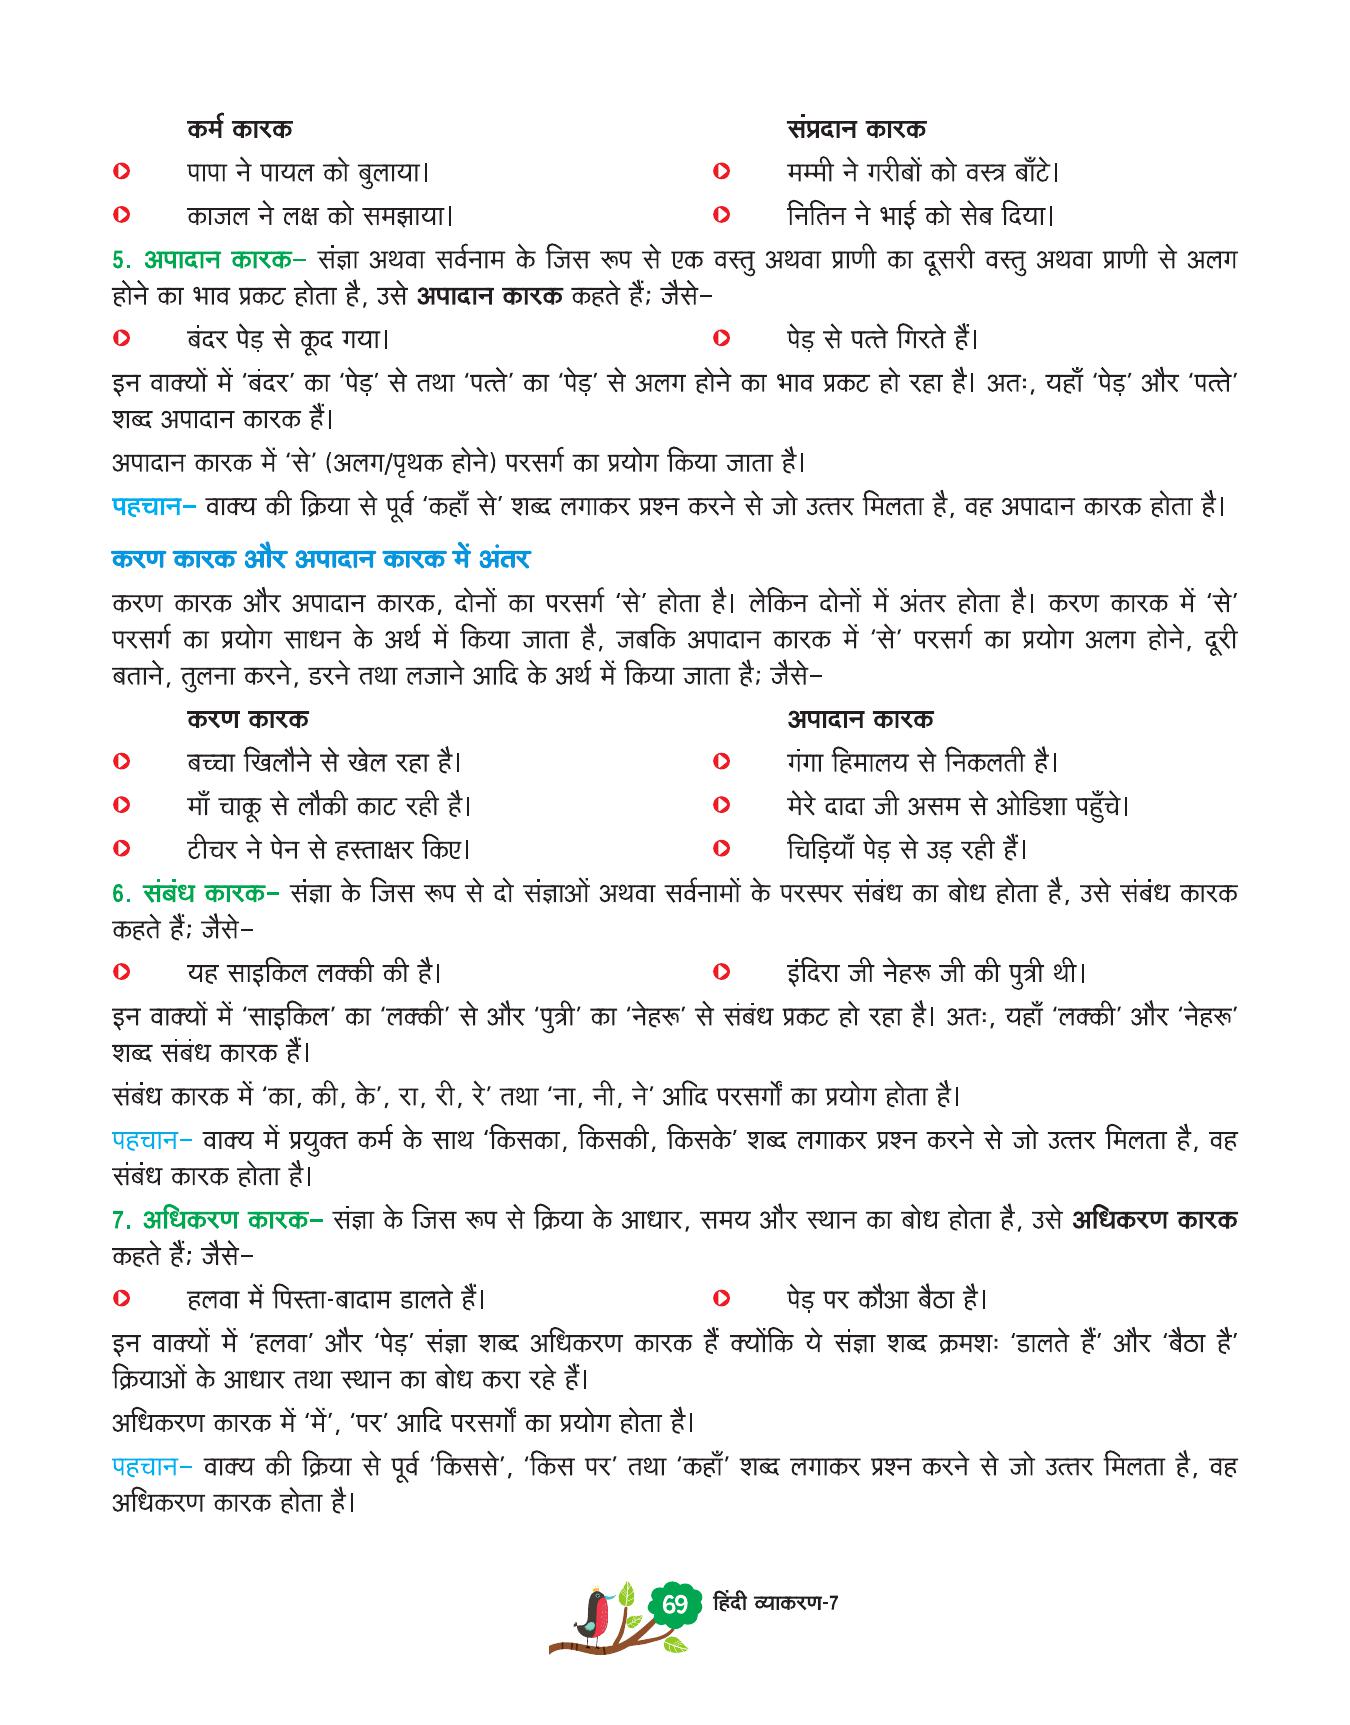 कर्म कारक संप्रदान कारक
पापा ने पायल को बुलाया। मम्मी ने गरीबों को वस्त्र बाँटे।
काजल ने लक्ष को समझाया। नितिन ने भाई को सेब दिया।
5. अपादान कारक– संज्ञा अथवा सर्वनाम के जिस रूप से एक वस्तु अथवा प्राणी का दूसरी वस्तु अथवा प्राणी से अलग
होने का भाव प्रकट होता है, उसे अपादान कारक कहते हैं; जैसे–
बंदर पेड़ से कूद गया। पेड़ से पत्ते गिरते हैं।
इन वाक्यों में ‘बंदर’ का ‘पेड़’ से तथा ‘पत्ते’ का ‘पेड़’ से अलग होने का भाव प्रकट हो रहा है। अतः, यहाँ ‘पेड़’ और ‘पत्ते’
शब्द अपादान कारक हैं।
अपादान कारक में ‘से’ (अलग/पृथक होने) परसर्ग का प्रयोग किया जाता है।
पहचान– वाक्य की क्रिया से पूर्व ‘कहाँ से’ शब्द लगाकर प्रश्न करने से जो उत्तर मिलता है, वह अपादान कारक होता है।
करण कारक और अपादान कारक में अंतर
करण कारक और अपादान कारक, दोनों का परसर्ग ‘से’ होता है। लेकिन दोनों में अंतर होता है। करण कारक में ‘से’
परसर्ग का प्रयोग साधन के अर्थ में किया जाता है, जबकि अपादान कारक में ‘से‘ परसर्ग का प्रयोग अलग होने, दूरी
बताने, तुलना करने, डरने तथा लजाने आदि के अर्थ में किया जाता है; जैसे–
करण कारक अपादान कारक
बच्चा खिलौने से खेल रहा है। गंगा हिमालय से निकलती है।
माँ चाकू से लौकी काट रही है। मेरे दादा जी असम से ओडिशा पहुँचे।
टीचर ने पेन से हस्ताक्षर किए। चिड़ियाँ पेड़ से उड़ रही हैं।
6. संबंध कारक– संज्ञा के जिस रूप से दो संज्ञाओं अथवा सर्वनामों के परस्पर संबंध का बोध होता है, उसे संबंध कारक
कहते हैं; जैसे–
यह साइकिल लक्की की है। इंदिरा जी नेहरू जी की पुत्री थी।
इन वाक्यों में ‘साइकिल’ का ‘लक्की’ से और ‘पुत्री’ का ‘नेहरू’ से संबंध प्रकट हो रहा है। अतः, यहाँ ‘लक्की’ और ‘नेहरू’
शब्द संबंध कारक हैं।
संबंध कारक में ‘का, की, के’, रा, री, रे’ तथा ‘ना, नी, ने’ आदि परसर्गों का प्रयोग होता है।
पहचान– वाक्य में प्रयुक्त कर्म के साथ ‘किसका, किसकी, किसके’ शब्द लगाकर प्रश्न करने से जो उत्तर मिलता है, वह
संबंध कारक होता है।
7. अधिकरण कारक– संज्ञा के जिस रूप से क्रिया के आधार, समय और स्थान का बोध होता है, उसे अधिकरण कारक
कहते हैं; जैसे–
हलवा में पिस्ता-बादाम डालते हैं। पेड़ पर कौआ बैठा है।
इन वाक्यों में ‘हलवा’ और ‘पेड़’ संज्ञा शब्द अधिकरण कारक हैं क्योंकि ये संज्ञा शब्द क्रमशः ‘डालते हैं’ और ‘बैठा है’
क्रियाओं के आधार तथा स्थान का बोध करा रहे हैं।
अधिकरण कारक में ‘में’, ‘पर’ आदि परसर्गों का प्रयोग होता है।
पहचान– वाक्य की क्रिया से पूर्व ‘किससे’, ‘किस पर’ तथा ‘कहाँ’ शब्द लगाकर प्रश्न करने से जो उत्तर मिलता है, वह
अधिकरण कारक होता है।
69 हिंदी व्याकरण-7